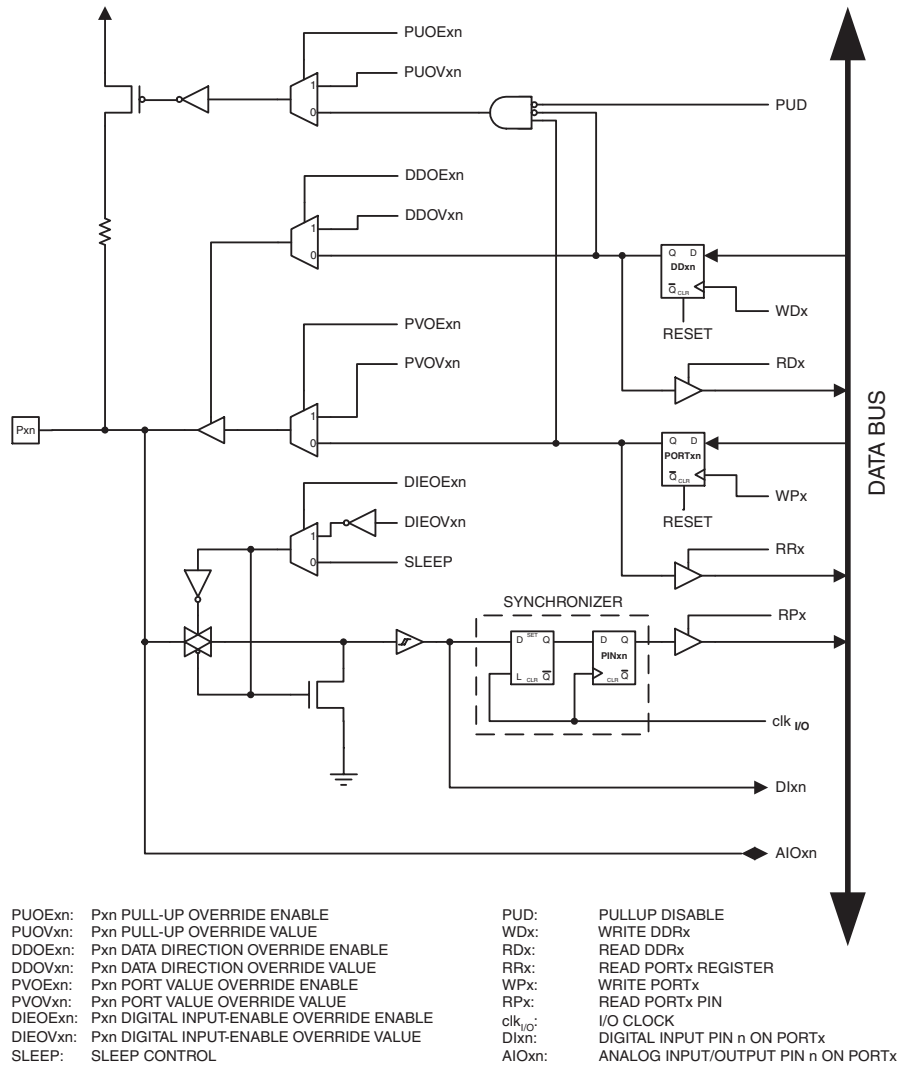 PUOExn
PUOVxn
1
0
PUD
DDOExn
DDOVxn
1
0
Q D
DDxn
Q CLR
WDx
RESET
RDx
PVOExn
PVOVxn
1
0
Pxn
Q D
PORTxn
Q CLR
WPx
RESET
DATA BUS
DIEOExn
DIEOVxn
1
0
SLEEP
RRx
SYNCHRONIZER
RPx
D SET Q
L CLR Q
D Q
PINxn
CLR Q
clk I/O
DIxn
AIOxn
PUOExn: Pxn PULL-UP OVERRIDE ENABLE
PUOVxn: Pxn PULL-UP OVERRIDE VALUE
DDOExn: Pxn DATA DIRECTION OVERRIDE ENABLE
DDOVxn: Pxn DATA DIRECTION OVERRIDE VALUE
PVOExn: Pxn PORT VALUE OVERRIDE ENABLE
PVOVxn: Pxn PORT VALUE OVERRIDE VALUE
DIEOExn: Pxn DIGITAL INPUT-ENABLE OVERRIDE ENABLE
DIEOVxn: Pxn DIGITAL INPUT-ENABLE OVERRIDE VALUE
SLEEP: SLEEP CONTROL
PUD: PULLUP DISABLE
WDx: WRITE DDRx
RDx: READ DDRx
RRx: READ PORTx REGISTER
WPx: WRITE PORTx
RPx: READ PORTx PIN
clkI/O: I/O CLOCK
DIxn: DIGITAL INPUT PIN n ON PORTx
AIOxn: ANALOG INPUT/OUTPUT PIN n ON PORTx